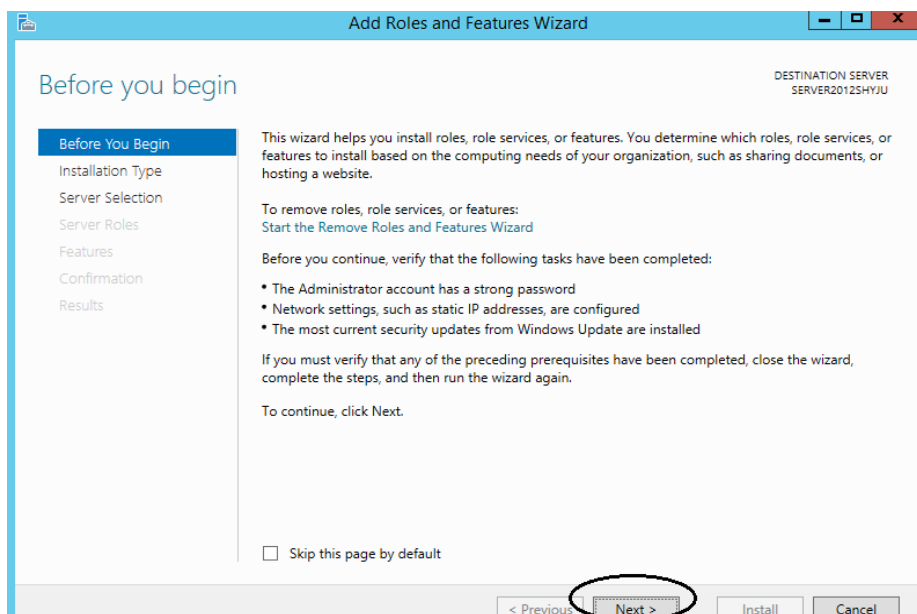 Add Roles and Features Wizard
Before you begin
DESTINATION SERVER
SERVER2012SHYJU
Before You Begin
Installation Type
Server Selection
Server Roles
Features
Confirmation
Results
This wizard helps you install roles, role services, or features. You determine which roles, role services, or
features to install based on the computing needs of your organization, such as sharing documents, or
hosting a website.
To remove roles, role services, or features:
Start the Remove Roles and Features Wizard
Before you continue, verify that the following tasks have been completed:
• The Administrator account has a strong password
• Network settings, such as static IP addresses, are configured
• The most current security updates from Windows Update are installed
If you must verify that any of the preceding prerequisites have been completed, close the wizard,
complete the steps, and then run the wizard again.
To continue, click Next.
Skip this page by default
< Previous
Next >
Install
Cancel